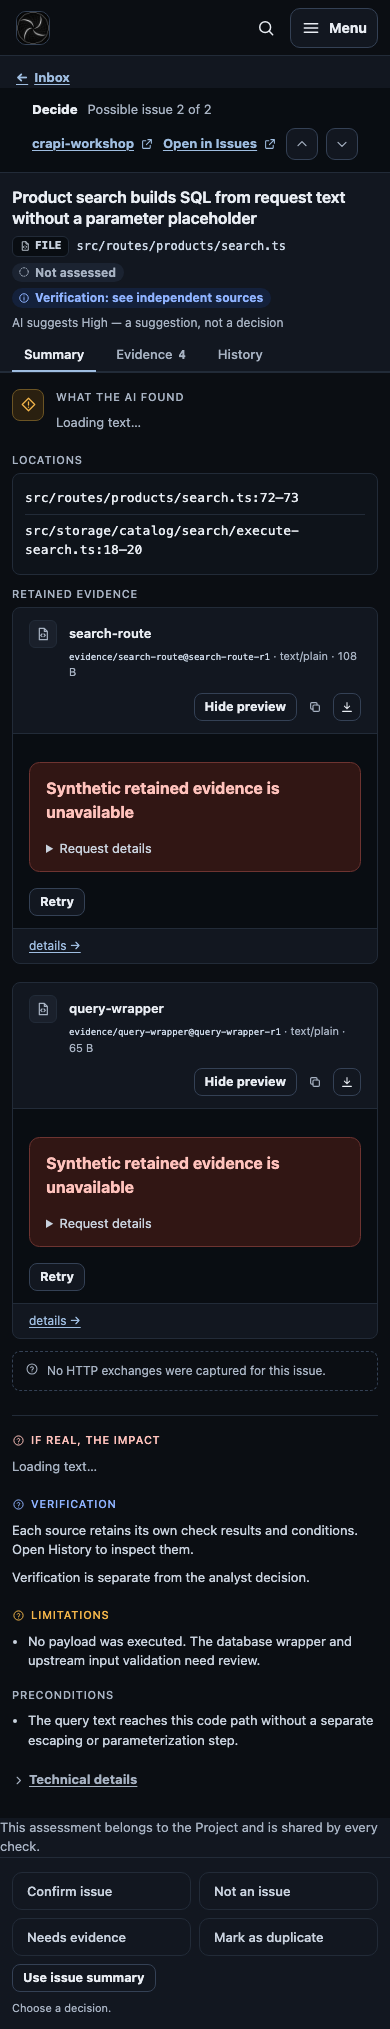 Menu
← Inbox
Decide Possible issue 2 of 2
crapi-workshop Open in Issues
Product search builds SQL from request text
without a parameter placeholder
FILE src/routes/products/search.ts
Not assessed
Verification: see independent sources
AI suggests High — a suggestion, not a decision
Summary Evidence 4 History
WHAT THE AI FOUND
Loading text…
LOCATIONS
src/routes/products/search.ts:72–73
src/storage/catalog/search/execute-
search.ts:18–20
RETAINED EVIDENCE
search-route
evidence/search-route@search-route-r1 · text/plain · 108
B
Hide preview
Synthetic retained evidence is
unavailable
▶ Request details
Retry
details →
query-wrapper
evidence/query-wrapper@query-wrapper-r1 · text/plain ·
65 B
Hide preview
Synthetic retained evidence is
unavailable
▶ Request details
Retry
details →
No HTTP exchanges were captured for this issue.
IF REAL, THE IMPACT
Loading text…
VERIFICATION
Each source retains its own check results and conditions.
Open History to inspect them.
Verification is separate from the analyst decision.
LIMITATIONS
• No payload was executed. The database wrapper and
upstream input validation need review.
PRECONDITIONS
• The query text reaches this code path without a separate
escaping or parameterization step.
Technical details
This assessment belongs to the Project and is shared by every
check.
Confirm issue Not an issue
Needs evidence Mark as duplicate
Use issue summary
Choose a decision.